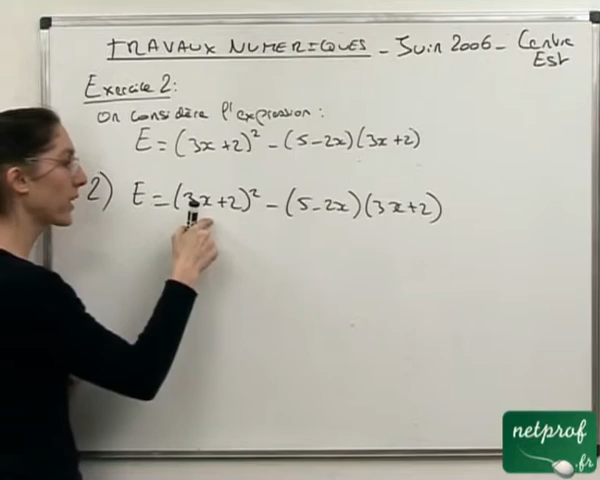 TRAVAUX NUMERIQUES - Juin 2006 - Centre
Est
Exercice 2:
On considère l'expression:
E = (3x+2)² - (5-2x)(3x+2)
2) E = (3x+2)² - (5-2x)(3x+2)
netprof
.fr